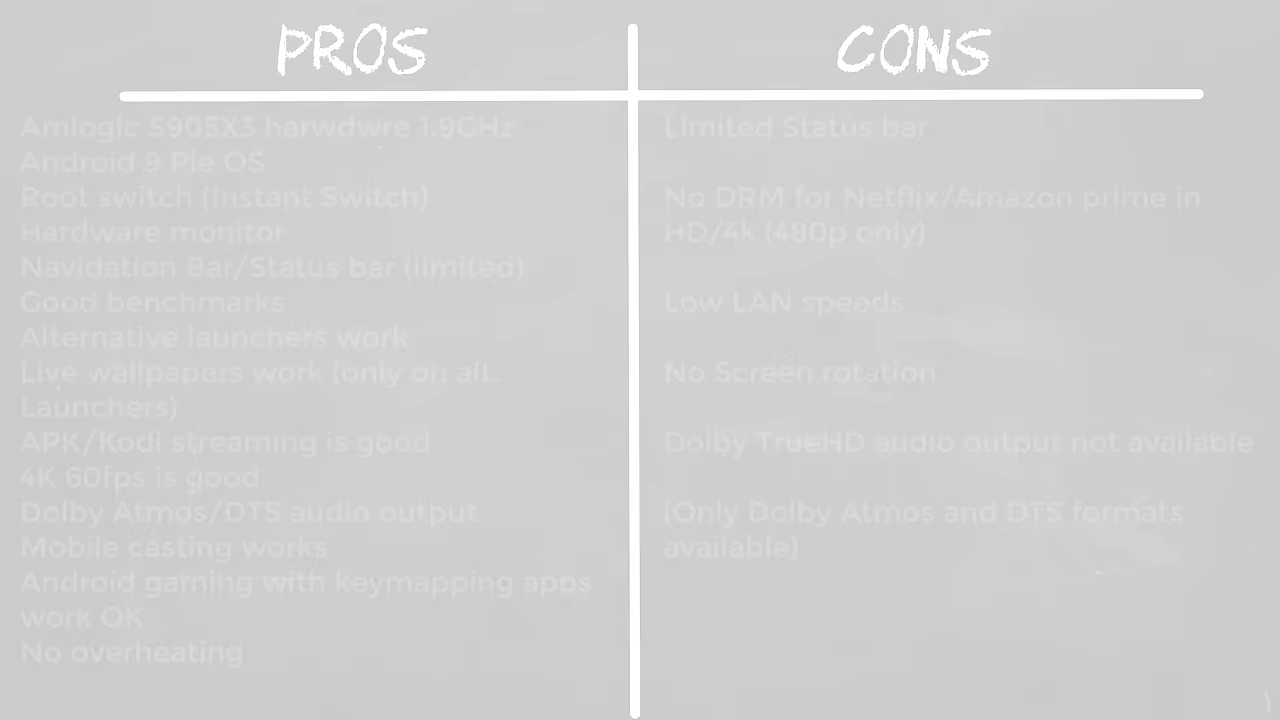 PROS
CONS
Amlogic S905X3 harwdwre 1.9GHz
Android 9 Pie OS
Root switch (Instant Switch)
Hardware monitor
Navidation Bar/Status bar (limited)
Good benchmarks
Alternative launchers work
Live wallpapers work (only on alL
Launchers)
APK/Kodi streaming is good
4K 60fps is good
Dolby Atmos/DTS audio output
Mobile casting works
Android gaming with keymapping apps
work OK
No overheating
Limited Status bar
No DRM for Netflix/Amazon prime in
HD/4k (480p only)
Low LAN speeds
No Screen rotation
Dolby TrueHD audio output not available
(Only Dolby Atmos and DTS formats
available)